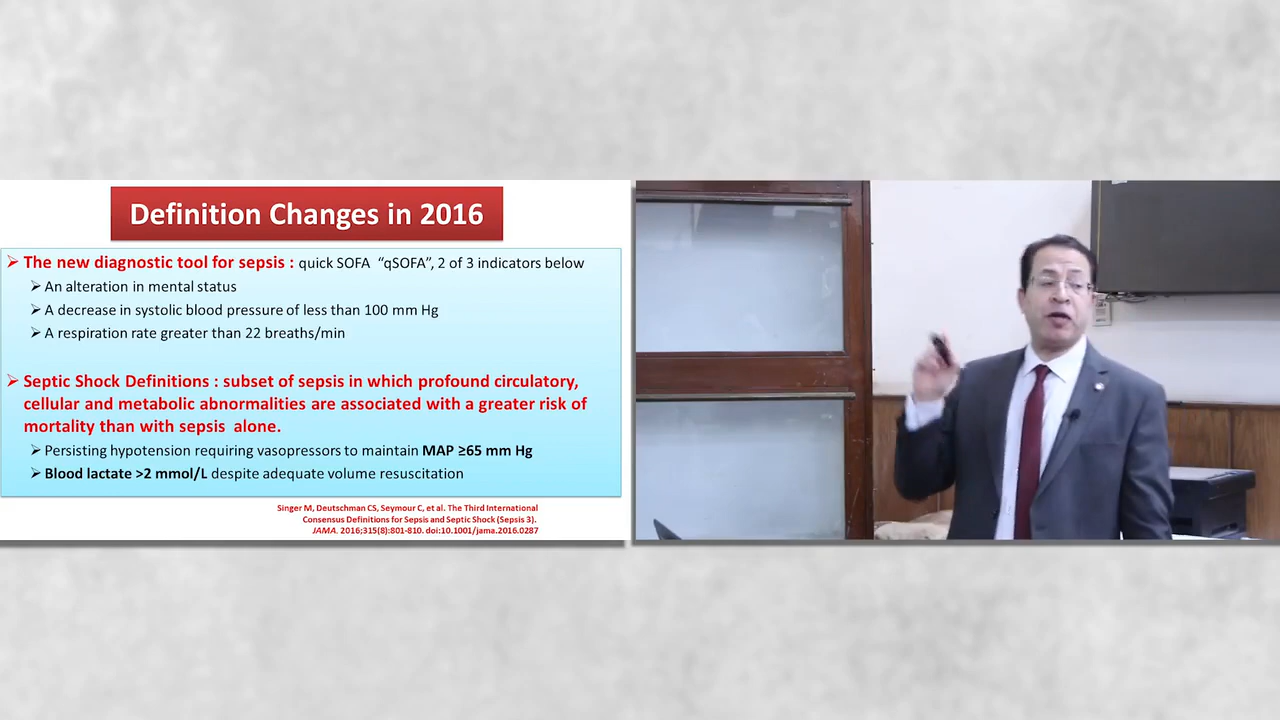 Definition Changes in 2016
The new diagnostic tool for sepsis : quick SOFA “qSOFA”, 2 of 3 indicators below
An alteration in mental status
A decrease in systolic blood pressure of less than 100 mm Hg
A respiration rate greater than 22 breaths/min
Septic Shock Definitions : subset of sepsis in which profound circulatory,
cellular and metabolic abnormalities are associated with a greater risk of
mortality than with sepsis alone.
Persisting hypotension requiring vasopressors to maintain MAP ≥65 mm Hg
Blood lactate >2 mmol/L despite adequate volume resuscitation
Singer M, Deutschman CS, Seymour C, et al. The Third International
Consensus Definitions for Sepsis and Septic Shock (Sepsis 3).
JAMA. 2016;315(8):801-810. doi:10.1001/jama.2016.0287